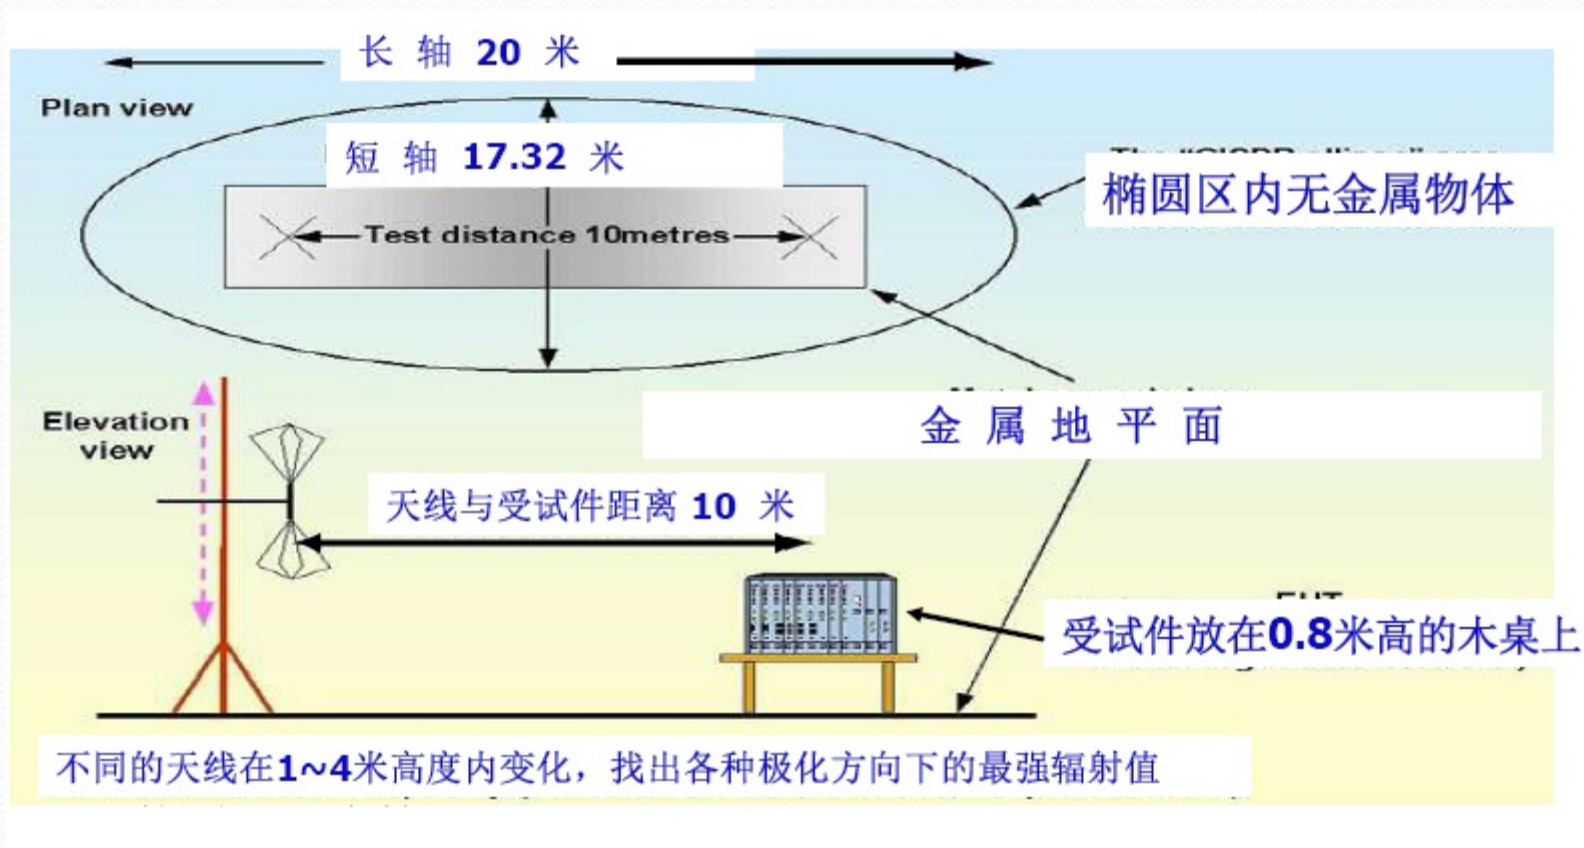 长 轴 20 米
Plan view
短 轴 17.32 米
椭圆区内无金属物体
Test distance 10metres
金 属 地 平 面
Elevation
view
天线与受试件距离 10 米
受试件放在0.8米高的木桌上
不同的天线在1~4米高度内变化，找出各种极化方向下的最强辐射值